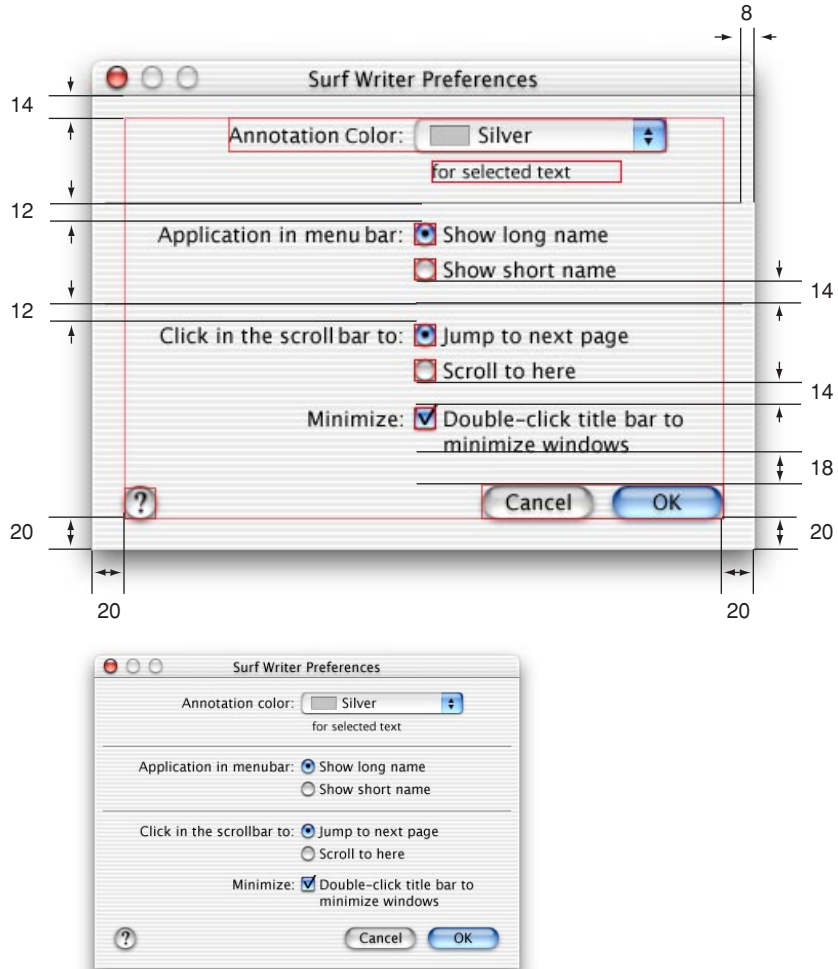 8
Surf Writer Preferences
14
Annotation Color: Silver
for selected text
12
Application in menu bar: Show long name
Show short name
14
12
Click in the scroll bar to: Jump to next page
Scroll to here
14
Minimize: Double-click title bar to
minimize windows
18
? Cancel OK
20 20
20 20
Surf Writer Preferences
Annotation color: Silver
for selected text
Application in menubar: Show long name
Show short name
Click in the scrollbar to: Jump to next page
Scroll to here
Minimize: Double-click title bar to
minimize windows
? Cancel OK